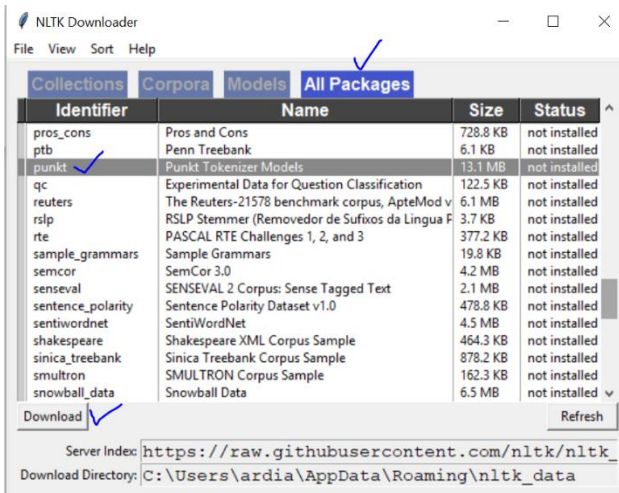 NLTK Downloader
File View Sort Help
Collections Corpora Models All Packages
Identifier Name Size Status
pros_cons Pros and Cons 728.8 KB not installed
ptb Penn Treebank 6.1 KB not installed
punkt Punkt Tokenizer Models 13.1 MB not installed
qc Experimental Data for Question Classification 122.5 KB not installed
reuters The Reuters-21578 benchmark corpus, ApteMod v 6.1 MB not installed
rslp RSLP Stemmer (Removedor de Sufixos da Lingua P 3.7 KB not installed
rte PASCAL RTE Challenges 1, 2, and 3 377.2 KB not installed
sample_grammars Sample Grammars 19.8 KB not installed
semcor SemCor 3.0 4.2 MB not installed
senseval SENSEVAL 2 Corpus: Sense Tagged Text 2.1 MB not installed
sentence_polarity Sentence Polarity Dataset v1.0 478.8 KB not installed
sentiwordnet SentiWordNet 4.5 MB not installed
shakespeare Shakespeare XML Corpus Sample 464.3 KB not installed
sinica_treebank Sinica Treebank Corpus Sample 878.2 KB not installed
smultron SMULTRON Corpus Sample 162.3 KB not installed
snowball_data Snowball Data 6.5 MB not installed
Download Refresh
Server Index: https://raw.githubusercontent.com/nltk/nltk_
Download Directory: C:\Users\ardia\AppData\Roaming\nltk_data